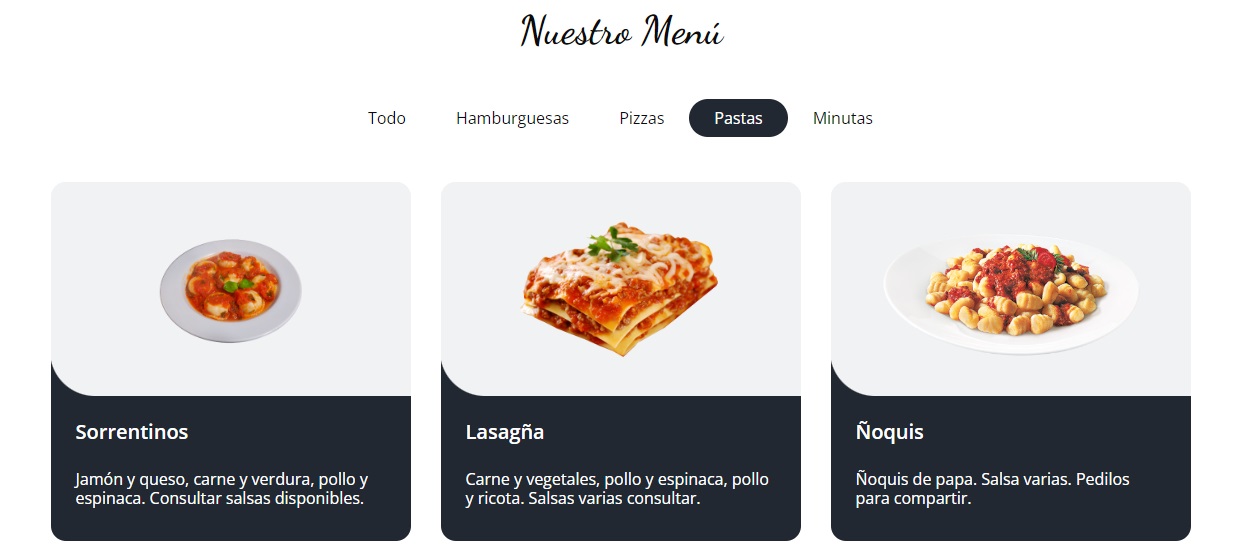 Nuestro Menú
Todo Hamburguesas Pizzas Pastas Minutas
Sorrentinos
Jamón y queso, carne y verdura, pollo y
espinaca. Consultar salsas disponibles.
Lasagña
Carne y vegetales, pollo y espinaca, pollo
y ricota. Salsas varias consultar.
Ñoquis
Ñoquis de papa. Salsa varias. Pedilos
para compartir.